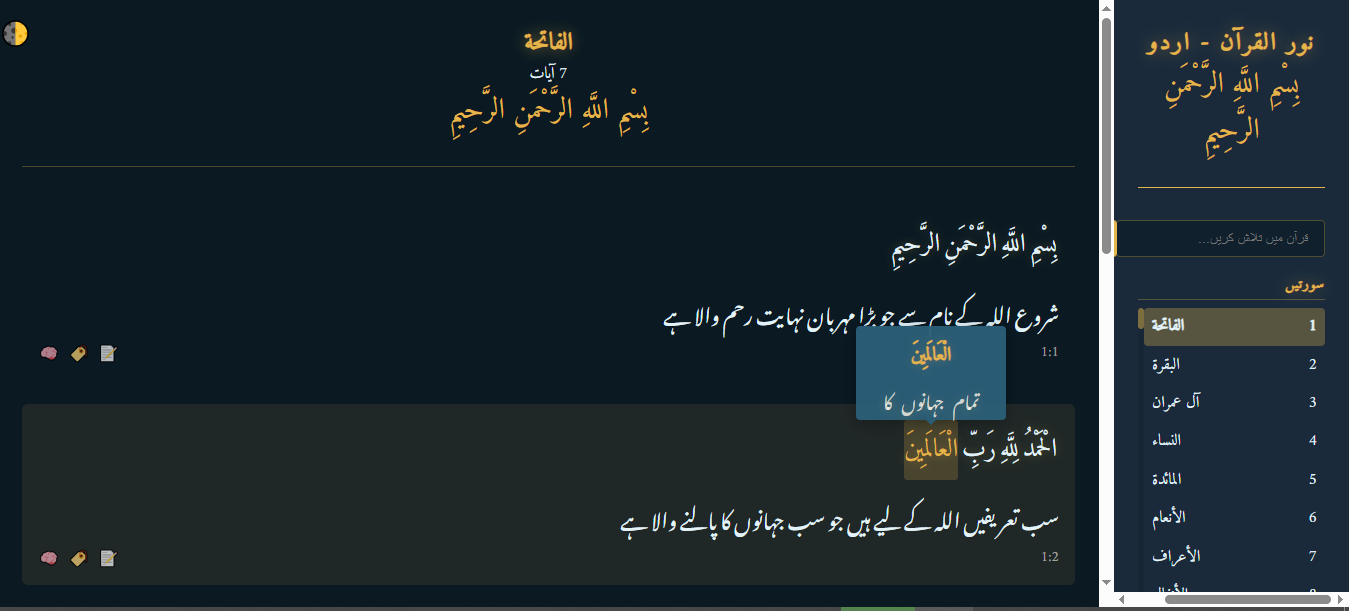 نور القرآن - اردو
بِسْمِ اللَّهِ الرَّحْمَنِ
الرَّحِيمِ
قرآن میں تلاش کریں...
سورتیں
1 الفاتحة
2 البقرة
3 آل عمران
4 النساء
5 المائدة
6 الأنعام
7 الأعراف
الفاتحة
7 آیات
بِسْمِ اللَّهِ الرَّحْمَنِ الرَّحِيمِ
بِسْمِ اللَّهِ الرَّحْمَنِ الرَّحِيمِ
شروع اللہ کے نام سے جو بڑا مہربان نہایت رحم والا ہے
1:1
الْعَالَمِينَ
تمام جہانوں کا
الْحَمْدُ لِلَّهِ رَبِّ الْعَالَمِينَ
سب تعریفیں اللہ کے لیے ہیں جو سب جہانوں کا پالنے والا ہے
1:2